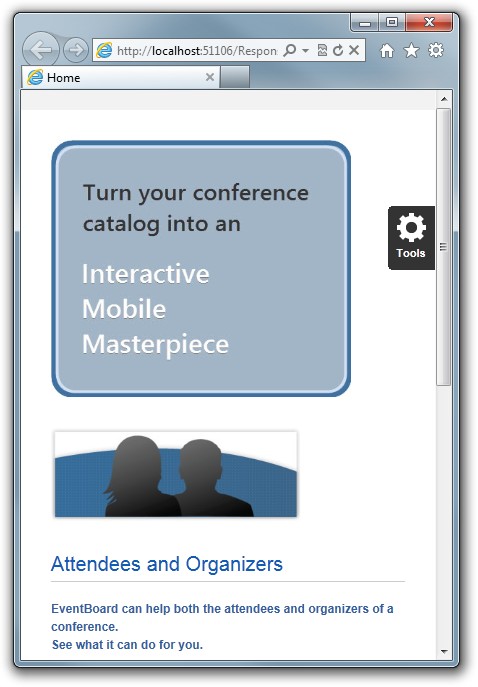 http://localhost:51106/Respon
Home
Turn your conference
catalog into an
Interactive
Mobile
Masterpiece
Tools
Attendees and Organizers
EventBoard can help both the attendees and organizers of a
conference.
See what it can do for you.